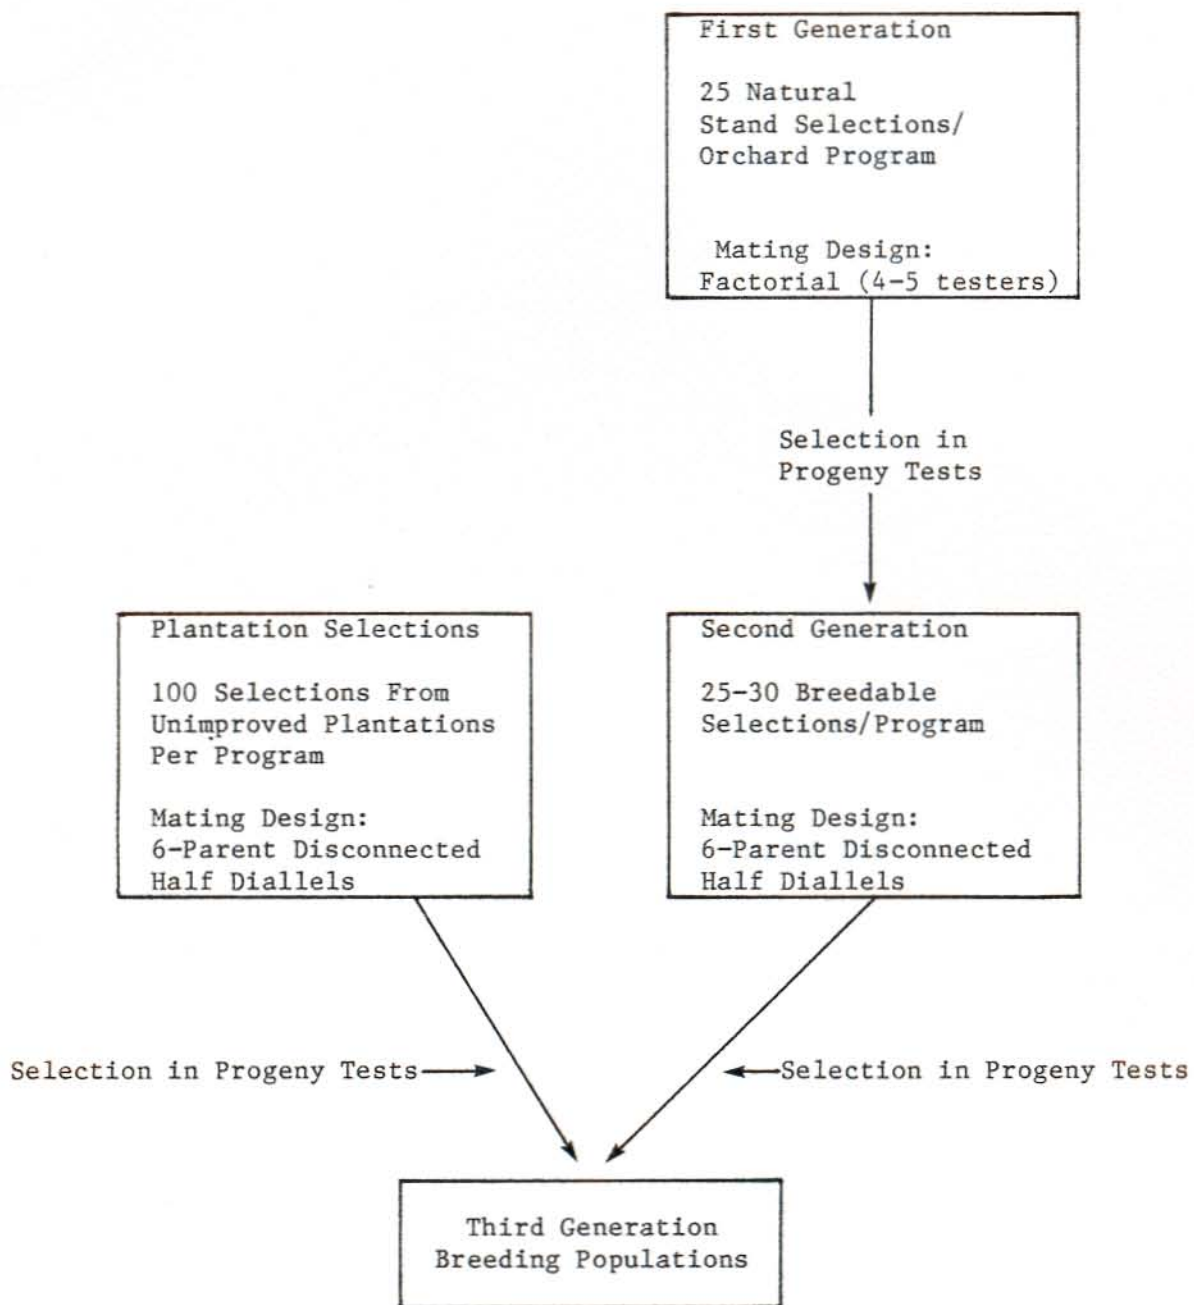 First Generation
25 Natural
Stand Selections/
Orchard Program
Mating Design:
Factorial (4-5 testers)
Selection in
Progeny Tests
Plantation Selections
100 Selections From
Unimproved Plantations
Per Program
Mating Design:
6-Parent Disconnected
Half Diallels
Second Generation
25-30 Breedable
Selections/Program
Mating Design:
6-Parent Disconnected
Half Diallels
Selection in Progeny Tests
Selection in Progeny Tests
Third Generation
Breeding Populations